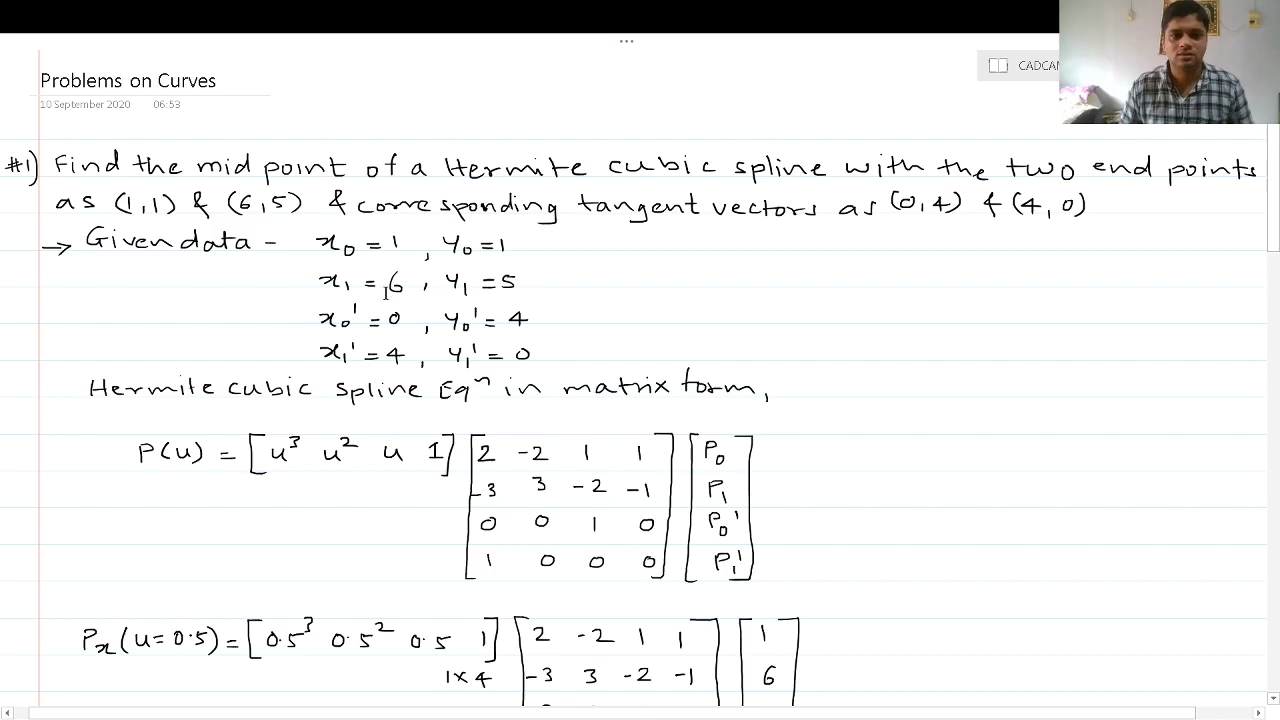 CADCAM
Problems on Curves
10 September 2020 06:53
#1) Find the mid point of a Hermite cubic spline with the two end points
as (1,1) & (6,5) & corresponding tangent vectors as (0,4) & (4,0)
→ Given data - x₀ = 1 , y₀ = 1
x₁ = 6 , y₁ = 5
x₀' = 0 , y₀' = 4
x₁' = 4 , y₁' = 0
Hermite cubic spline Eqⁿ in matrix form,
P(u) = [u³ u² u 1] [2 -2 1 1] [P₀]
-3 3 -2 -1 P₁
0 0 1 0 P₀'
1 0 0 0 P₁'
Pₓ(u=0.5) = [0.5³ 0.5² 0.5 1] [2 -2 1 1] [1]
1×4 -3 3 -2 -1 6